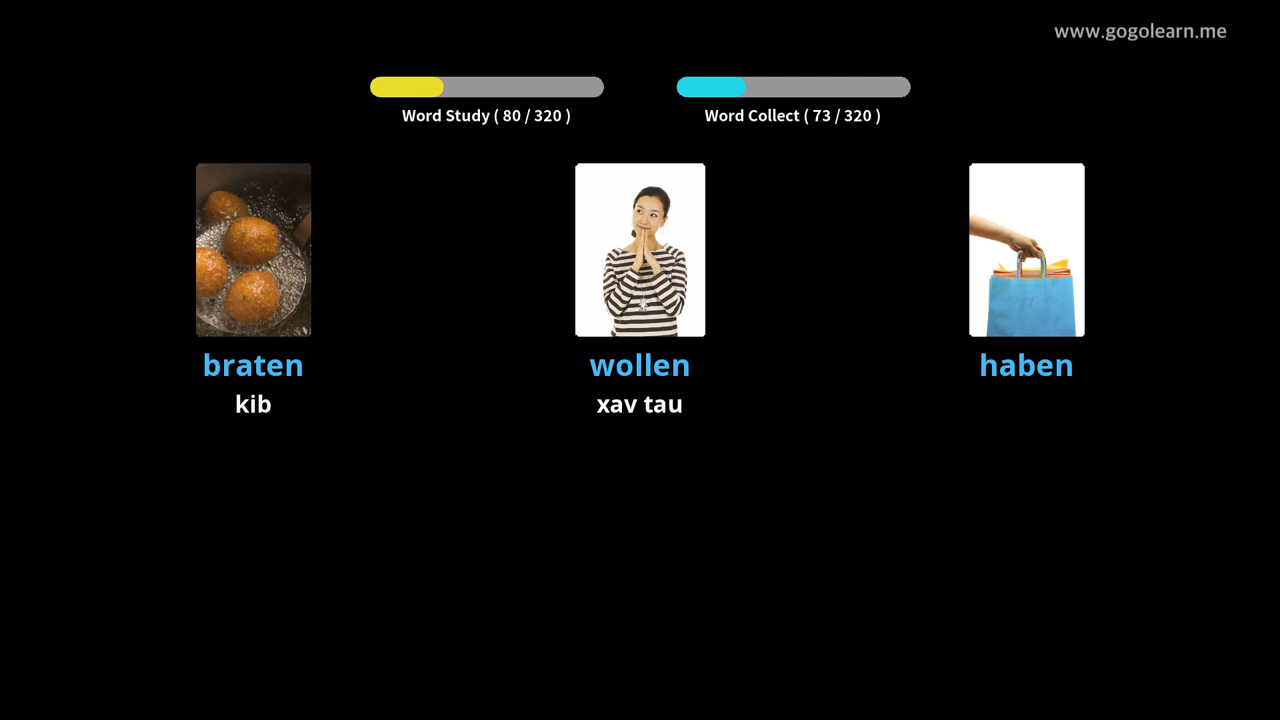 www.gogolearn.me
Word Study ( 80 / 320 )
Word Collect ( 73 / 320 )
braten
kib
wollen
xav tau
haben